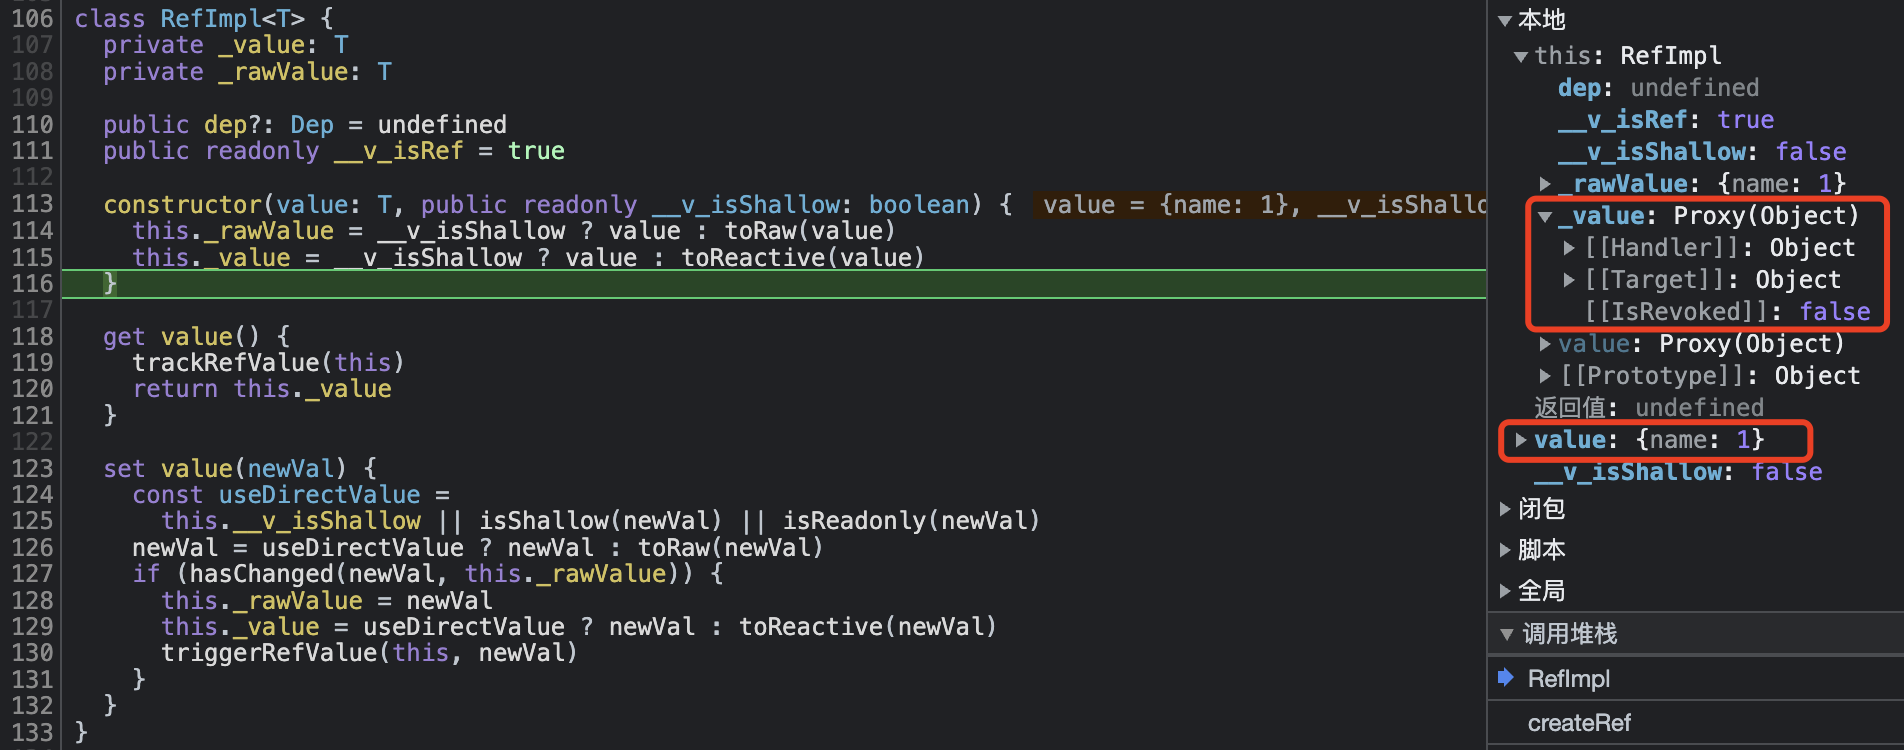 106 class RefImpl<T> {
107 private _value: T
108 private _rawValue: T
109
110 public dep?: Dep = undefined
111 public readonly __v_isRef = true
112
113 constructor(value: T, public readonly __v_isShallow: boolean) { value = {name: 1}, __v_isShallo
114 this._rawValue = __v_isShallow ? value : toRaw(value)
115 this._value = __v_isShallow ? value : toReactive(value)
116 }
117
118 get value() {
119 trackRefValue(this)
120 return this._value
121 }
122
123 set value(newVal) {
124 const useDirectValue =
125 this.__v_isShallow || isShallow(newVal) || isReadonly(newVal)
126 newVal = useDirectValue ? newVal : toRaw(newVal)
127 if (hasChanged(newVal, this._rawValue)) {
128 this._rawValue = newVal
129 this._value = useDirectValue ? newVal : toReactive(newVal)
130 triggerRefValue(this, newVal)
131 }
132 }
133 }
本地
this: RefImpl
dep: undefined
__v_isRef: true
__v_isShallow: false
_rawValue: {name: 1}
_value: Proxy(Object)
[[Handler]]: Object
[[Target]]: Object
[[IsRevoked]]: false
value: Proxy(Object)
[[Prototype]]: Object
返回值: undefined
value: {name: 1}
__v_isShallow: false
闭包
脚本
全局
调用堆栈
RefImpl
createRef